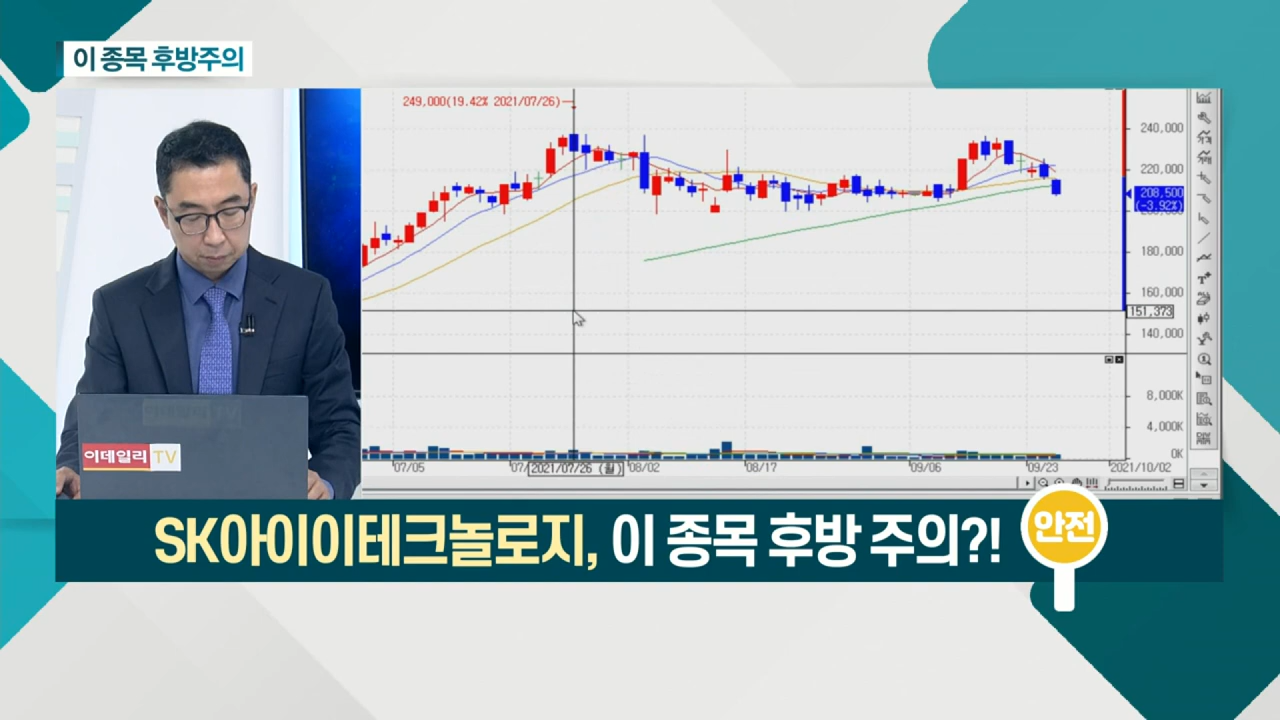 이 종목 후방주의
249,000(19.42% 2021/07/26)
240,000
220,000
208,500
(-3.92%)
200,000
180,000
160,000
151,373
140,000
8,000K
4,000K
0K
07/05
2021/07/26 (월)
08/02
08/17
09/06
09/23
2021/10/02
이데일리TV
SK아이이테크놀로지, 이 종목 후방 주의?!
안전